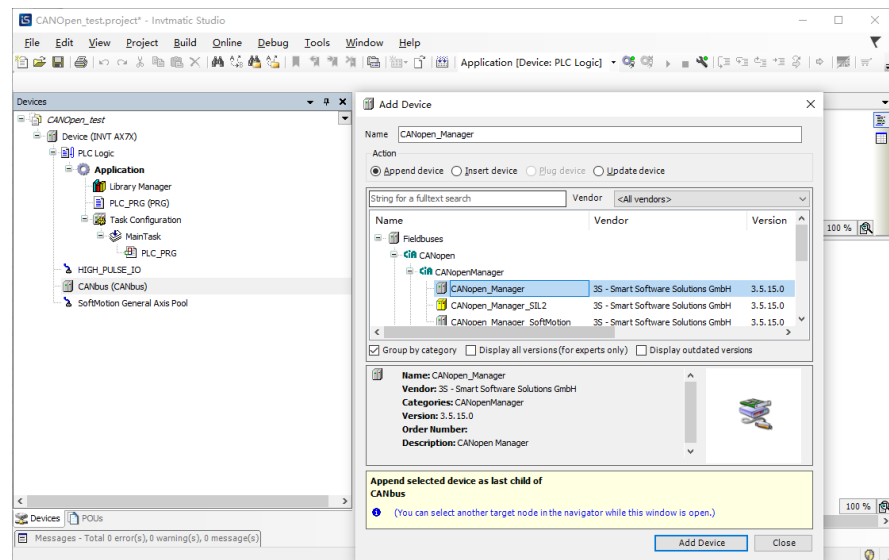 CANOpen_test.project* - Invtmatic Studio
File Edit View Project Build Online Debug Tools Window Help
Application [Device: PLC Logic]
Devices
CANOpen_test
Device (INVT AX7X)
PLC Logic
Application
Library Manager
PLC_PRG (PRG)
Task Configuration
MainTask
PLC_PRG
HIGH_PULSE_IO
CANbus (CANbus)
SoftMotion General Axis Pool
Devices POUs
Messages - Total 0 error(s), 0 warning(s), 0 message(s)
Add Device
Name CANopen_Manager
Action
Append device Insert device Plug device Update device
String for a fulltext search Vendor <All vendors>
Name Vendor Version
Fieldbuses
CiA CANopen
CiA CANopenManager
CANopen_Manager 3S - Smart Software Solutions GmbH 3.5.15.0
CANopen_Manager_SIL2 3S - Smart Software Solutions GmbH 3.5.15.0
CANopen_Manager_SoftMotion 3S - Smart Software Solutions GmbH 3.5.15.0
Group by category Display all versions (for experts only) Display outdated versions
Name: CANopen_Manager
Vendor: 3S - Smart Software Solutions GmbH
Categories: CANopenManager
Version: 3.5.15.0
Order Number:
Description: CANopen Manager
Append selected device as last child of
CANbus
(You can select another target node in the navigator while this window is open.)
Add Device Close
100 %
100 %